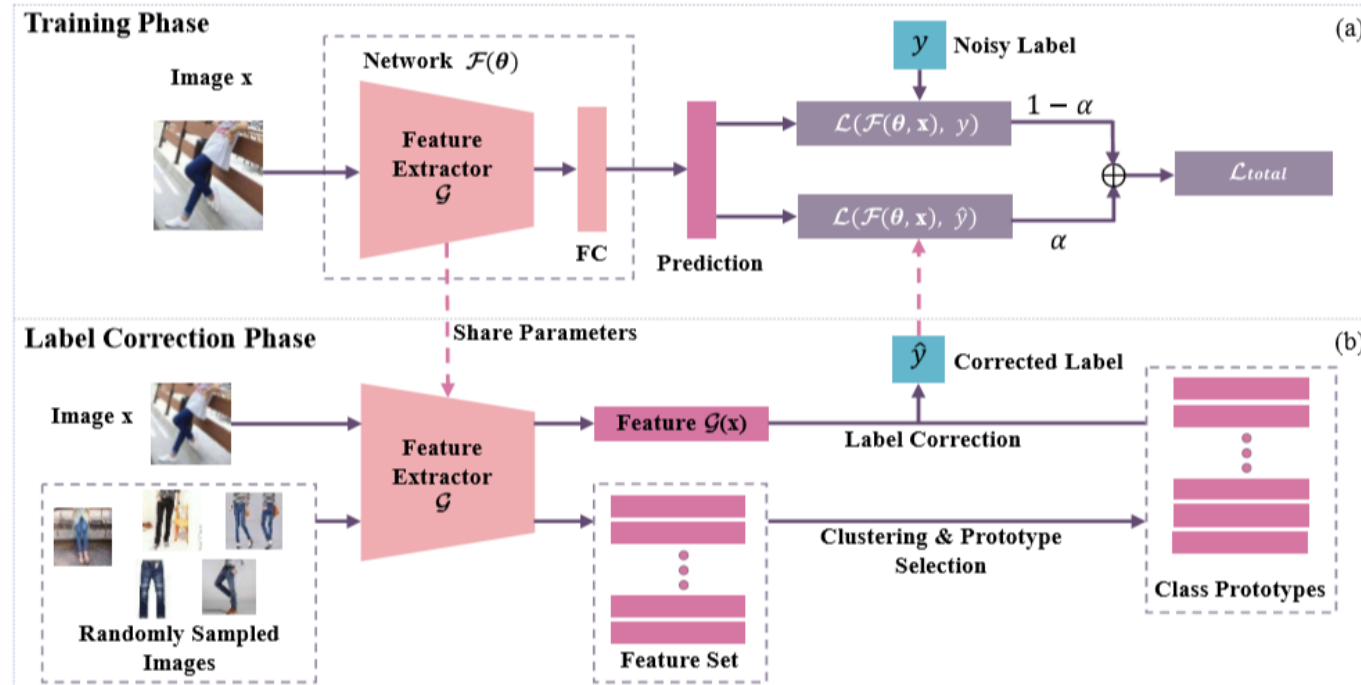 Training Phase
(a)
Image x
Network 𝓕(θ)
Feature
Extractor
𝒢
FC
Prediction
y
Noisy Label
ℒ(𝓕(θ, x), y)
1 − α
ℒ(𝓕(θ, x), ŷ)
α
⊕
ℒtotal
Share Parameters
Label Correction Phase
(b)
Image x
Feature
Extractor
𝒢
Randomly Sampled
Images
Feature 𝒢(x)
ŷ
Corrected Label
Label Correction
Feature Set
Clustering & Prototype
Selection
Class Prototypes